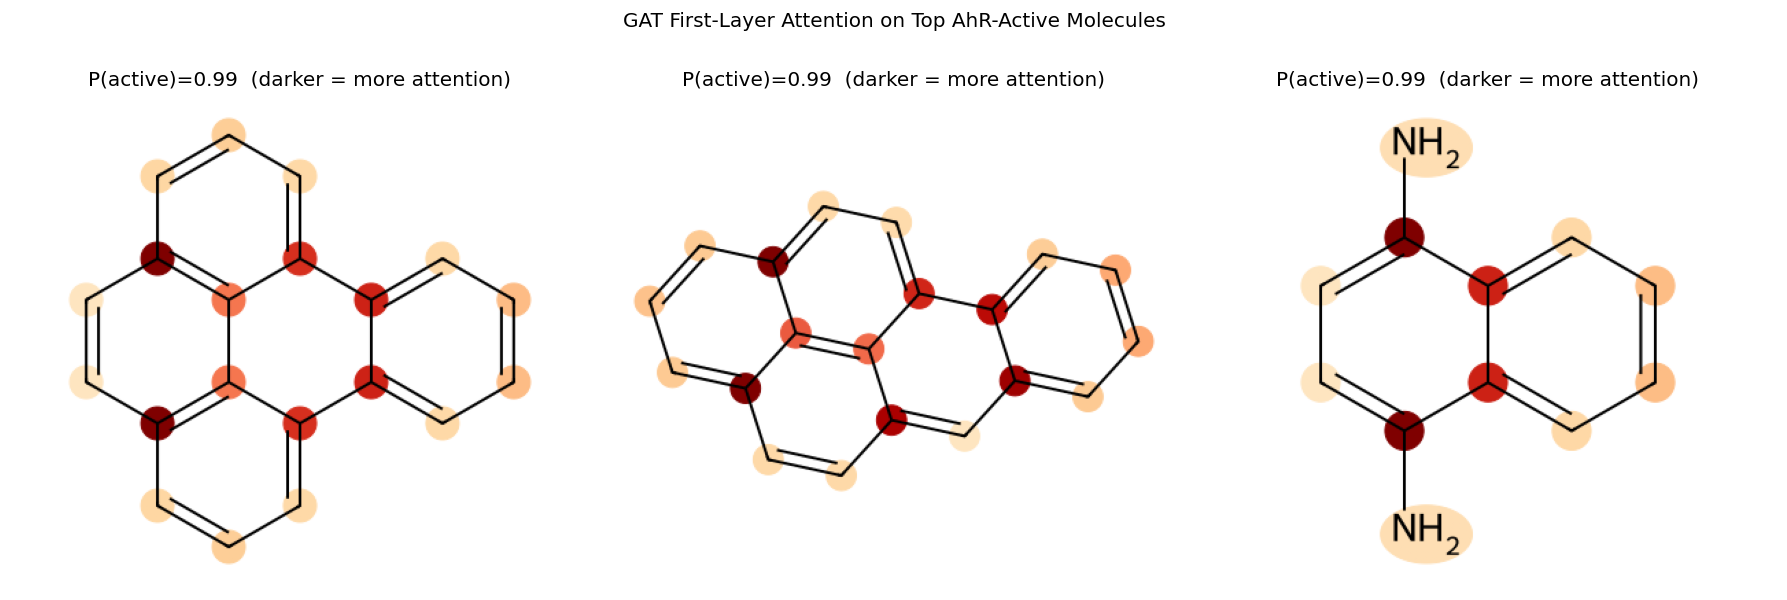 GAT First-Layer Attention on Top AhR-Active Molecules
P(active)=0.99  (darker = more attention)
P(active)=0.99  (darker = more attention)
P(active)=0.99  (darker = more attention)
NH2
NH2